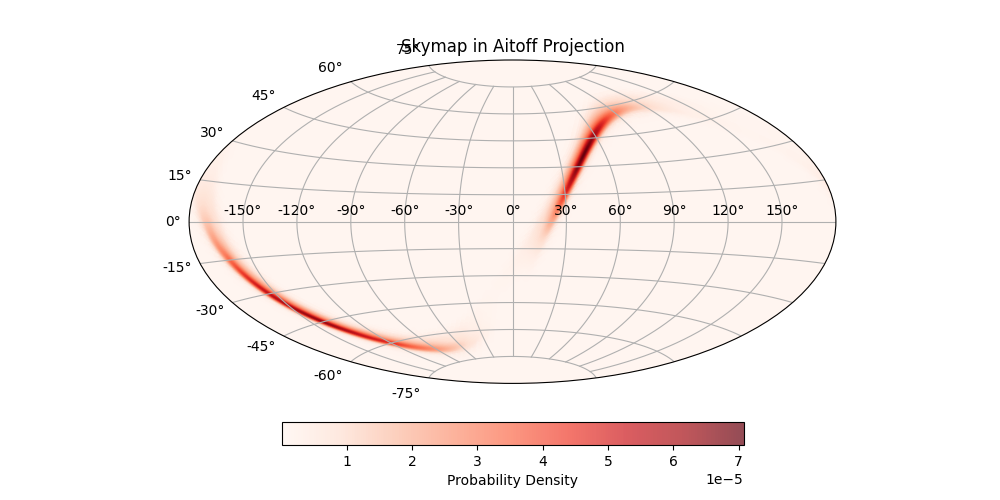 Skymap in Aitoff Projection
75°
60°
45°
30°
15°
0°
-15°
-30°
-45°
-60°
-75°
-150° -120° -90° -60° -30° 0° 30° 60° 90° 120° 150°
1 2 3 4 5 6 7
1e−5
Probability Density